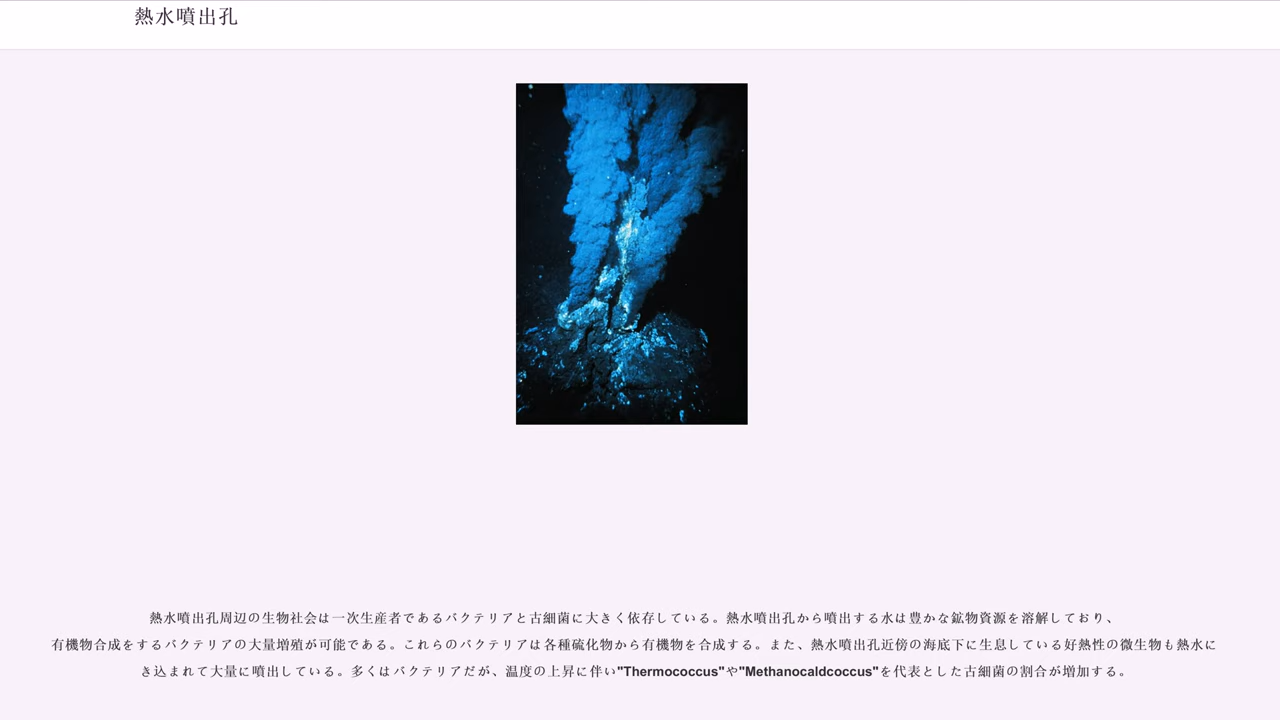 熱水噴出孔
熱水噴出孔周辺の生物社会は一次生産者であるバクテリアと古細菌に大きく依存している。熱水噴出孔から噴出する水は豊かな鉱物資源を溶解しており、
有機物合成をするバクテリアの大量増殖が可能である。これらのバクテリアは各種硫化物から有機物を合成する。また、熱水噴出孔近傍の海底下に生息している好熱性の微生物も熱水に
き込まれて大量に噴出している。多くはバクテリアだが、温度の上昇に伴い"Thermococcus"や"Methanocaldcoccus"を代表とした古細菌の割合が増加する。